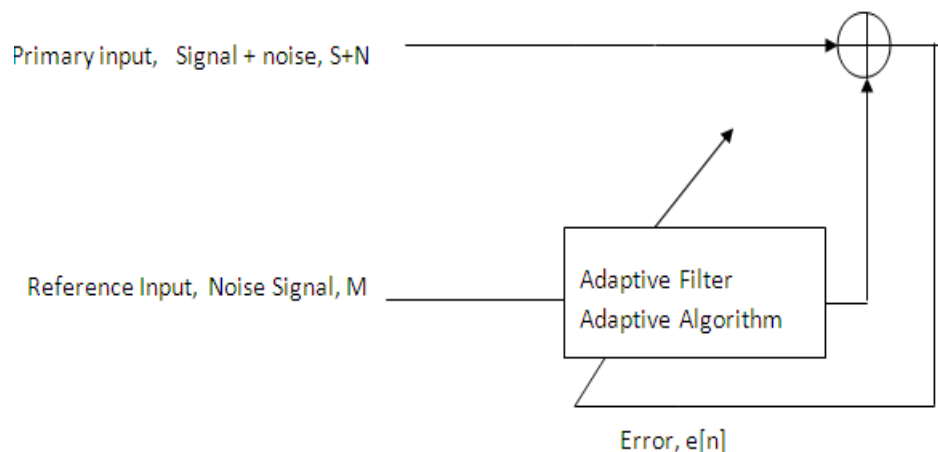 Primary input, Signal + noise, S+N
Reference Input, Noise Signal, M
Adaptive Filter
Adaptive Algorithm
Error, e[n]